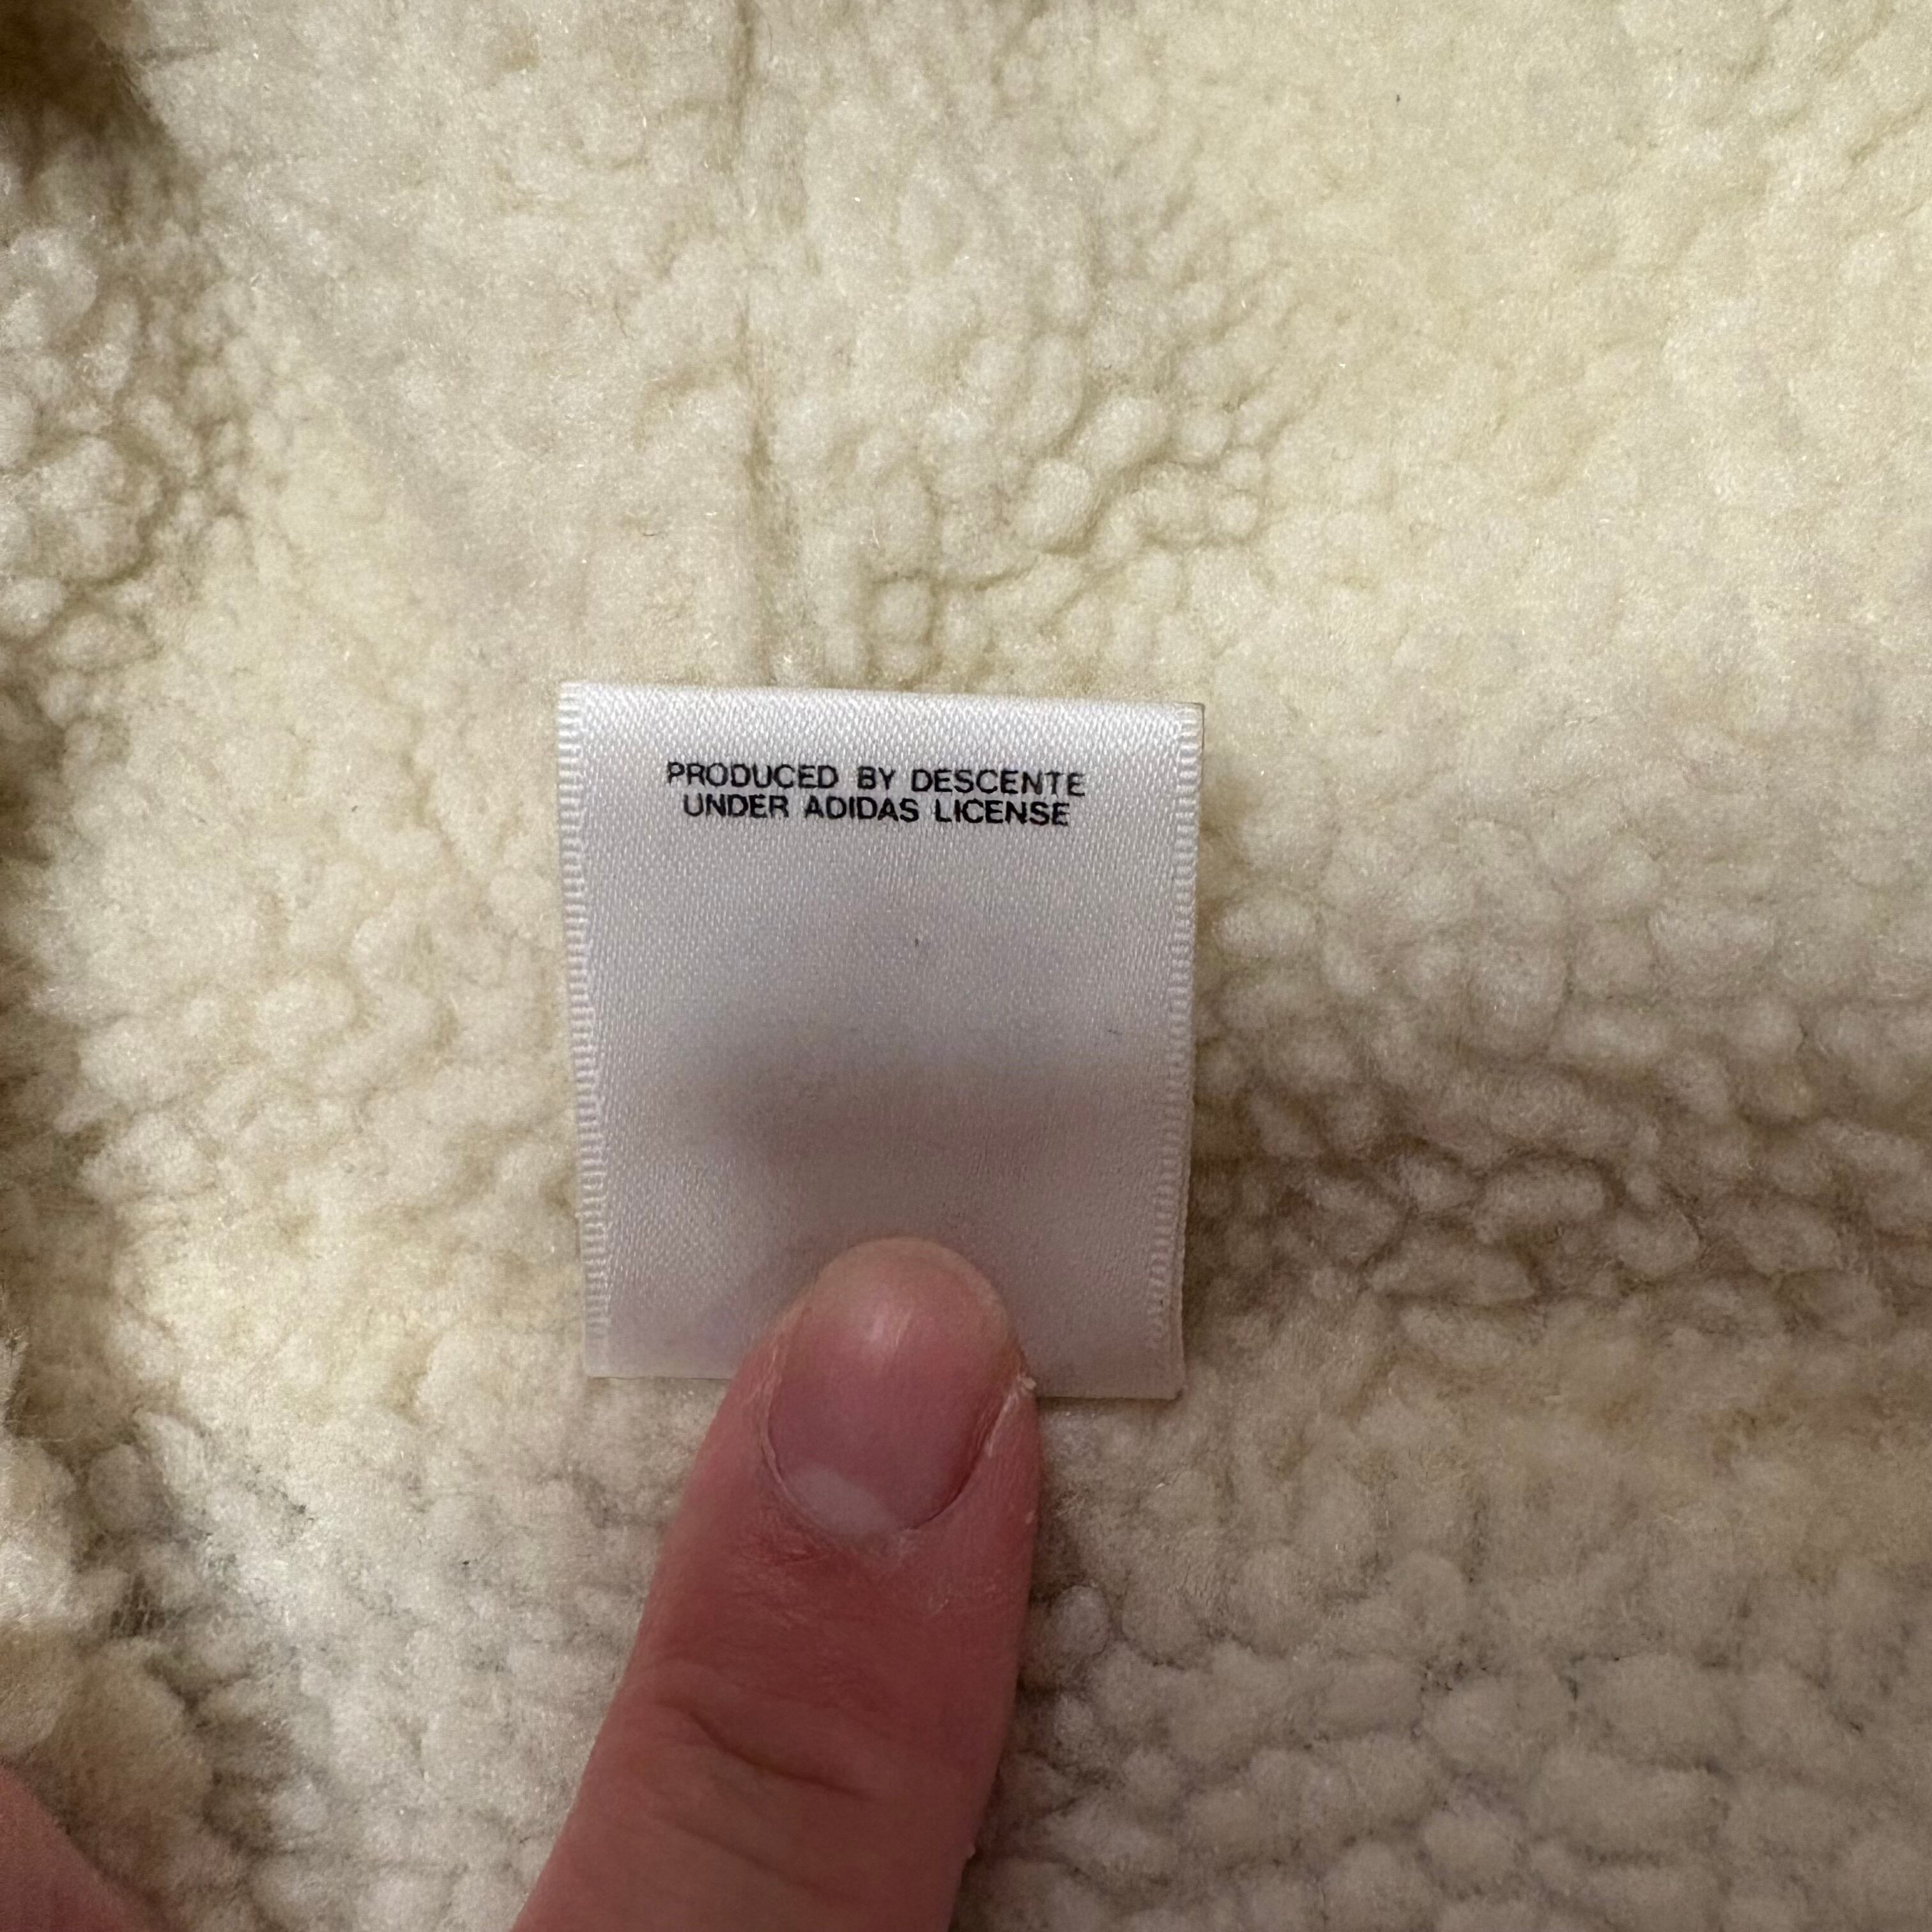 PRODUCED BY DESCENTE
UNDER ADIDAS LICENSE